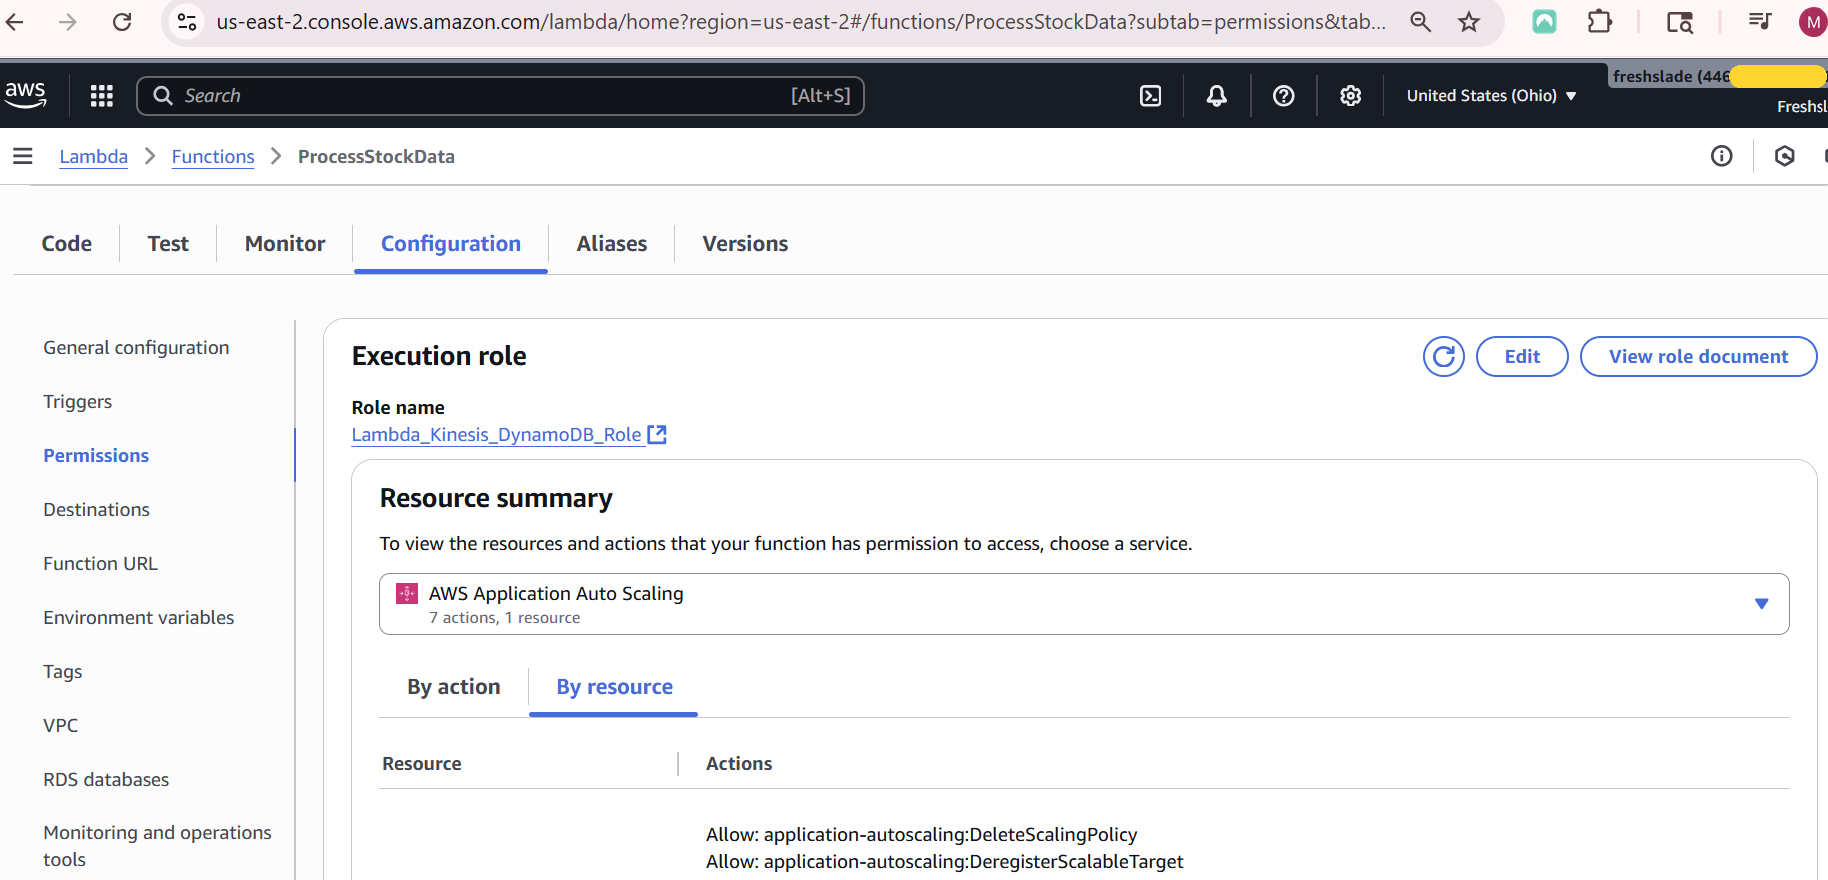 us-east-2.console.aws.amazon.com/lambda/home?region=us-east-2#/functions/ProcessStockData?subtab=permissions&tab...
M
aws
Search
[Alt+S]
United States (Ohio)
freshslade (446
Freshsl
Lambda > Functions > ProcessStockData
Code
Test
Monitor
Configuration
Aliases
Versions
General configuration
Triggers
Permissions
Destinations
Function URL
Environment variables
Tags
VPC
RDS databases
Monitoring and operations
tools
Execution role
Edit
View role document
Role name
Lambda_Kinesis_DynamoDB_Role
Resource summary
To view the resources and actions that your function has permission to access, choose a service.
AWS Application Auto Scaling
7 actions, 1 resource
By action
By resource
Resource
Actions
Allow: application-autoscaling:DeleteScalingPolicy
Allow: application-autoscaling:DeregisterScalableTarget